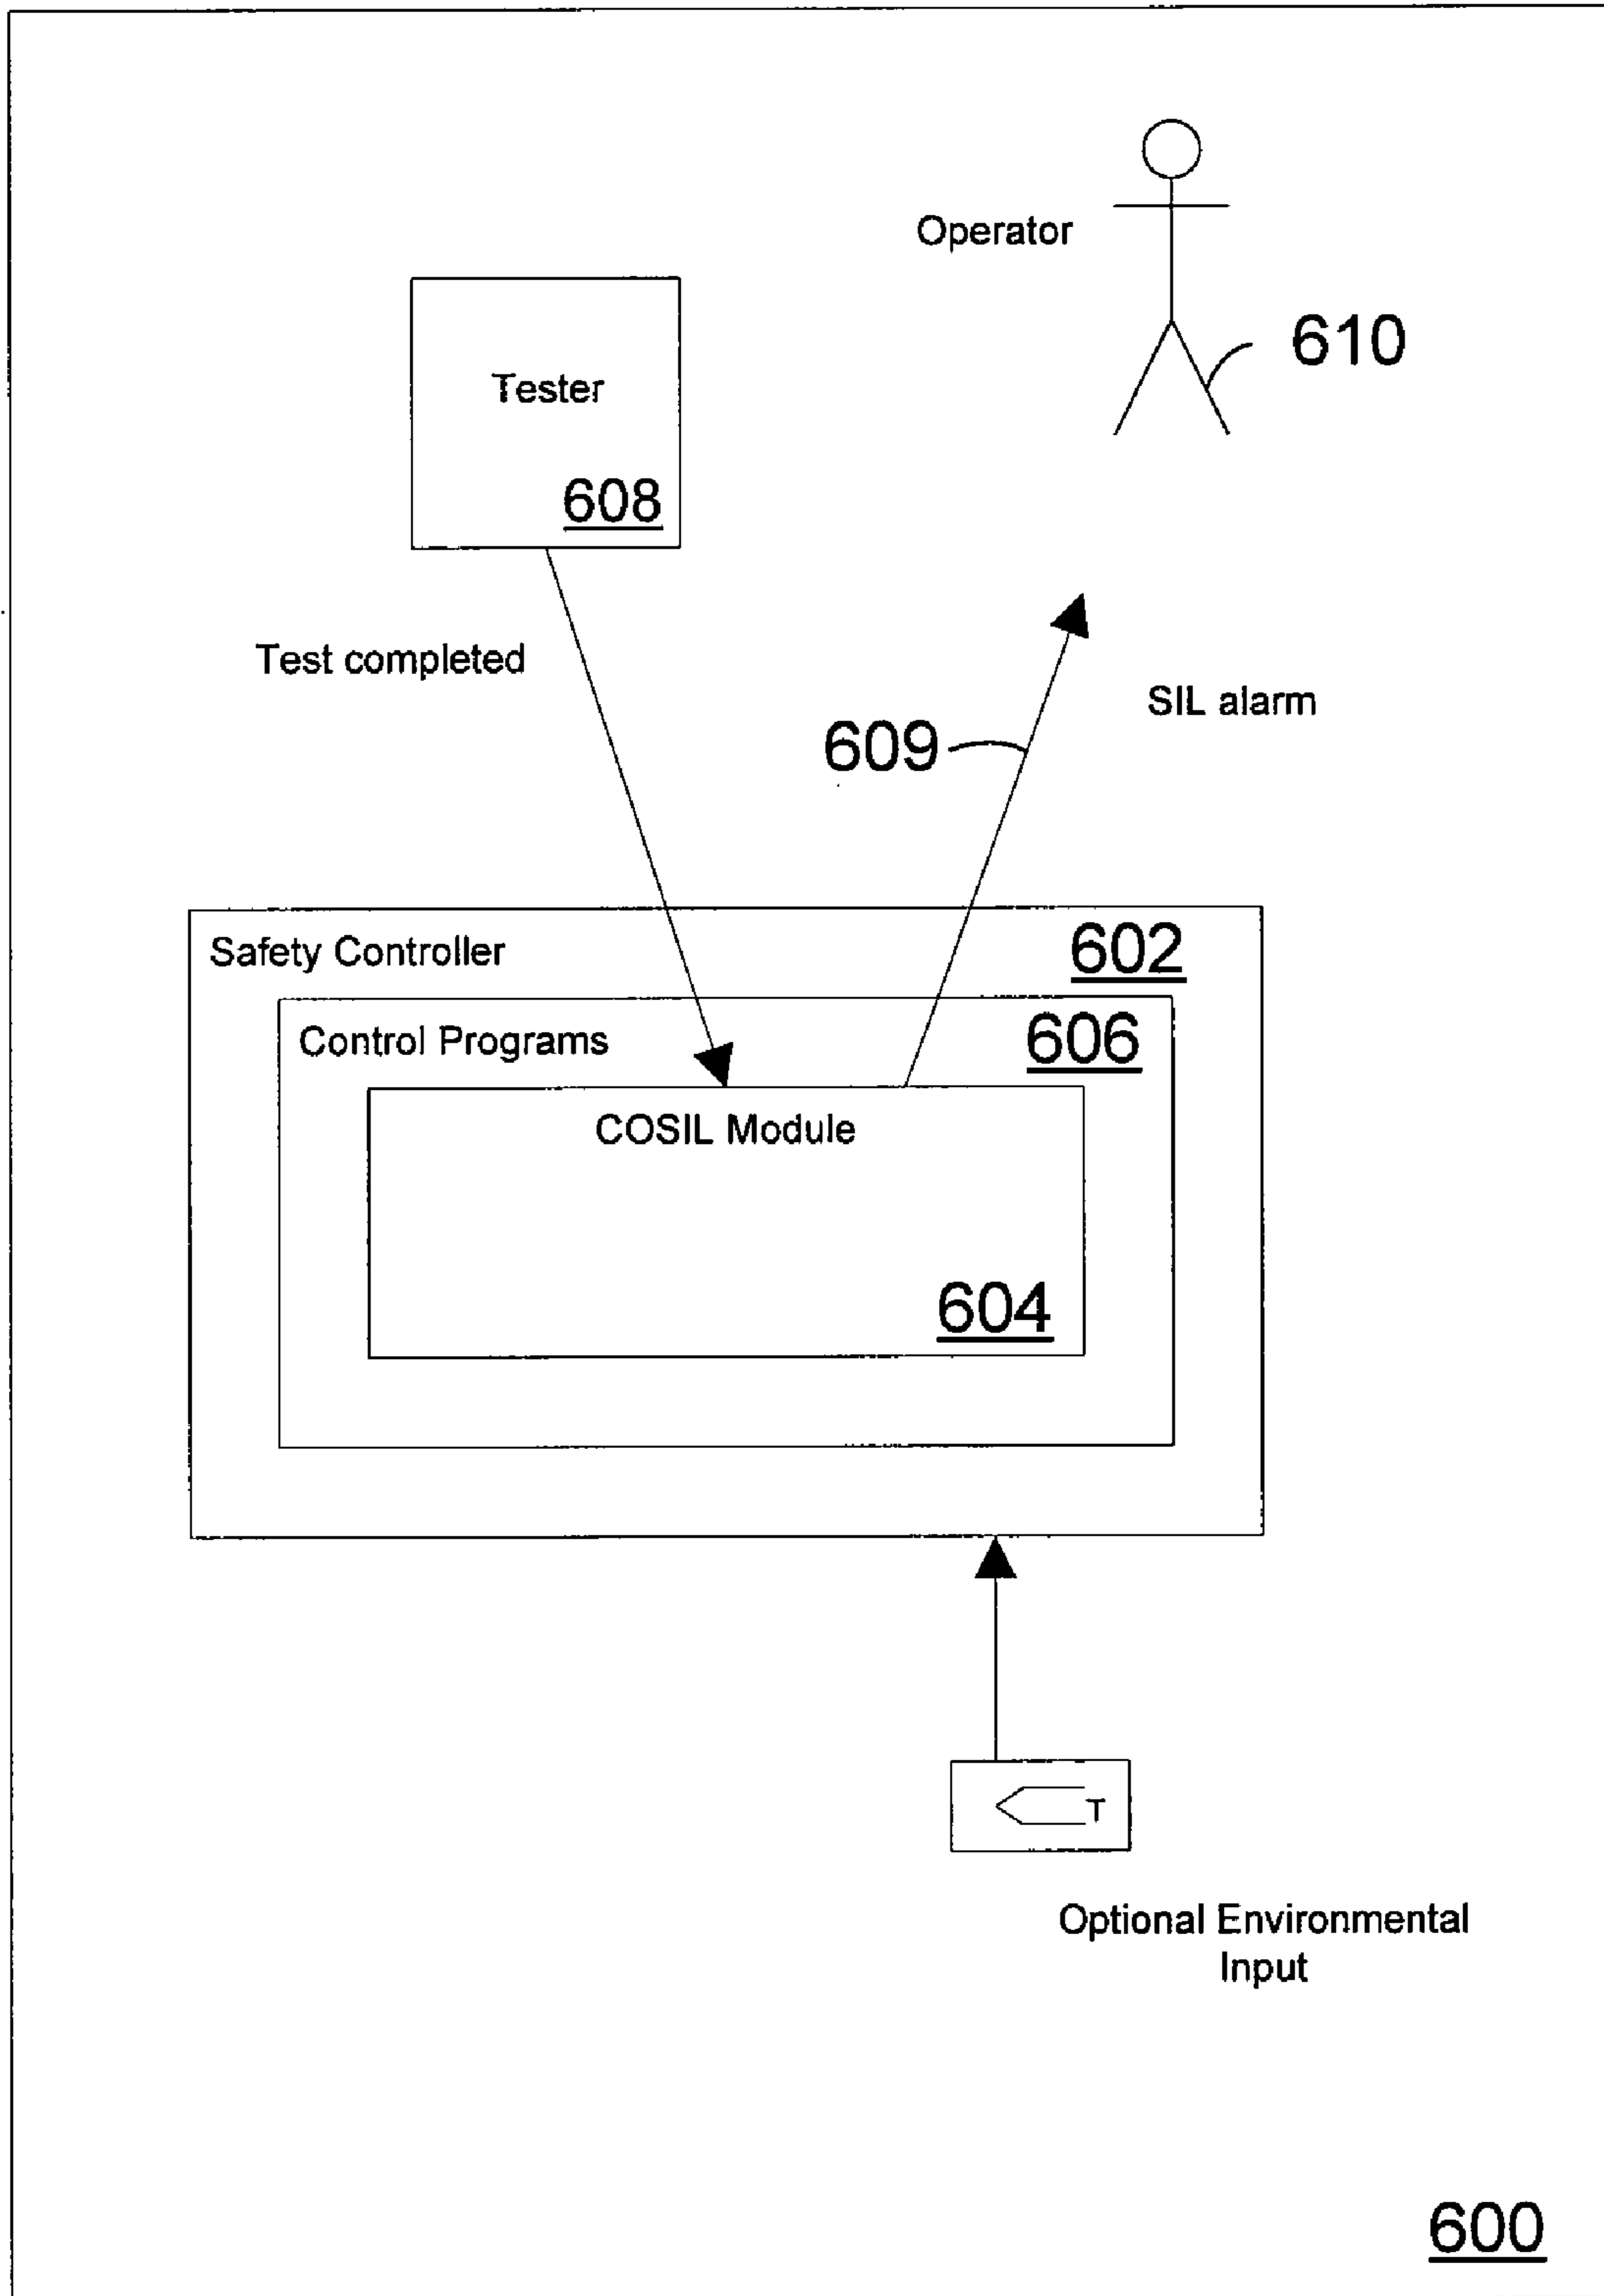 Operator
610
Tester
608
Test completed
SIL alarm
609
Safety Controller
602
Control Programs
606
COSIL Module
604
T
Optional Environmental
Input
600